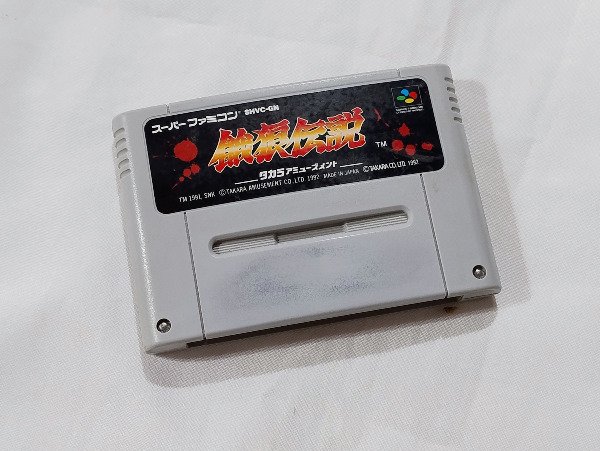 スーパーファミコン® SHVC-GN
餓狼伝説 TM
タカラアミューズメント
TM 1991, SNK ©TAKARA AMUSEMENT CO.,LTD. 1992 MADE IN JAPAN ©TAKARA CO.,LTD. 1992